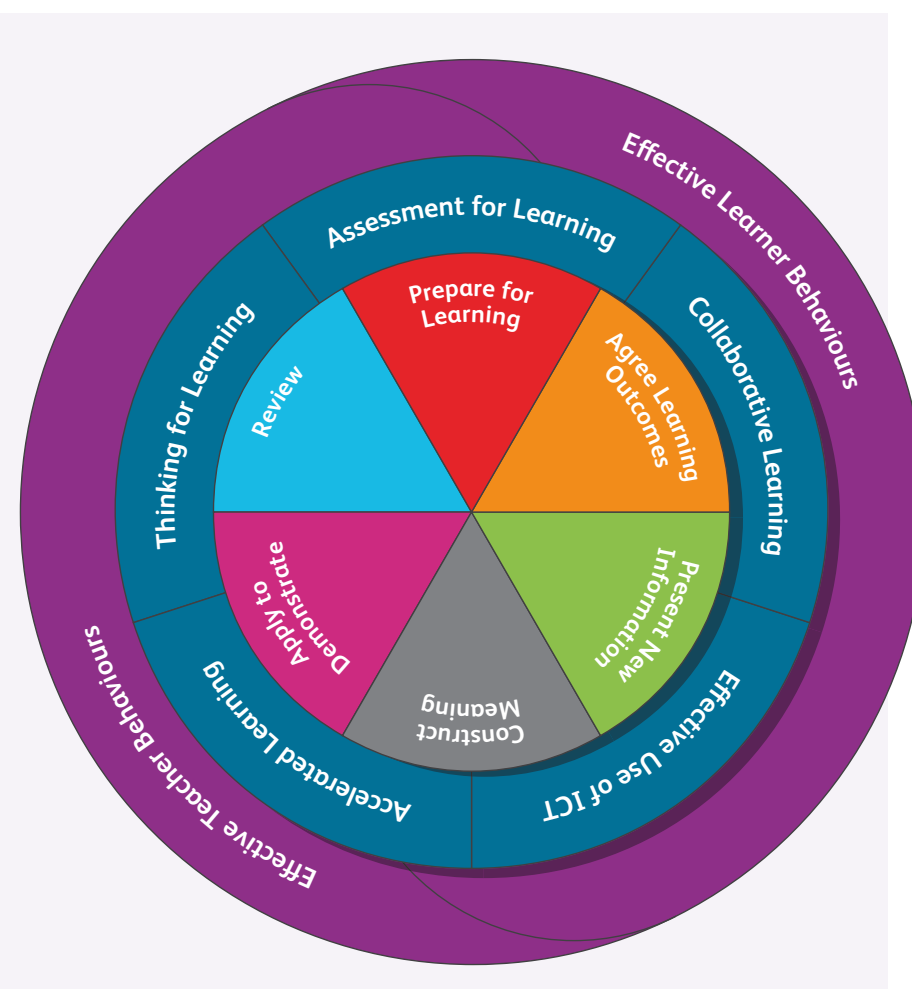 Effective Learner Behaviours
Assessment for Learning
Collaborative Learning
Effective Use of ICT
Accelerated Learning
Thinking for Learning
Prepare for
Learning
Agree Learning
Outcomes
Present New
Information
Construct
Meaning
Apply to
Demonstrate
Review
Effective Teacher Behaviours